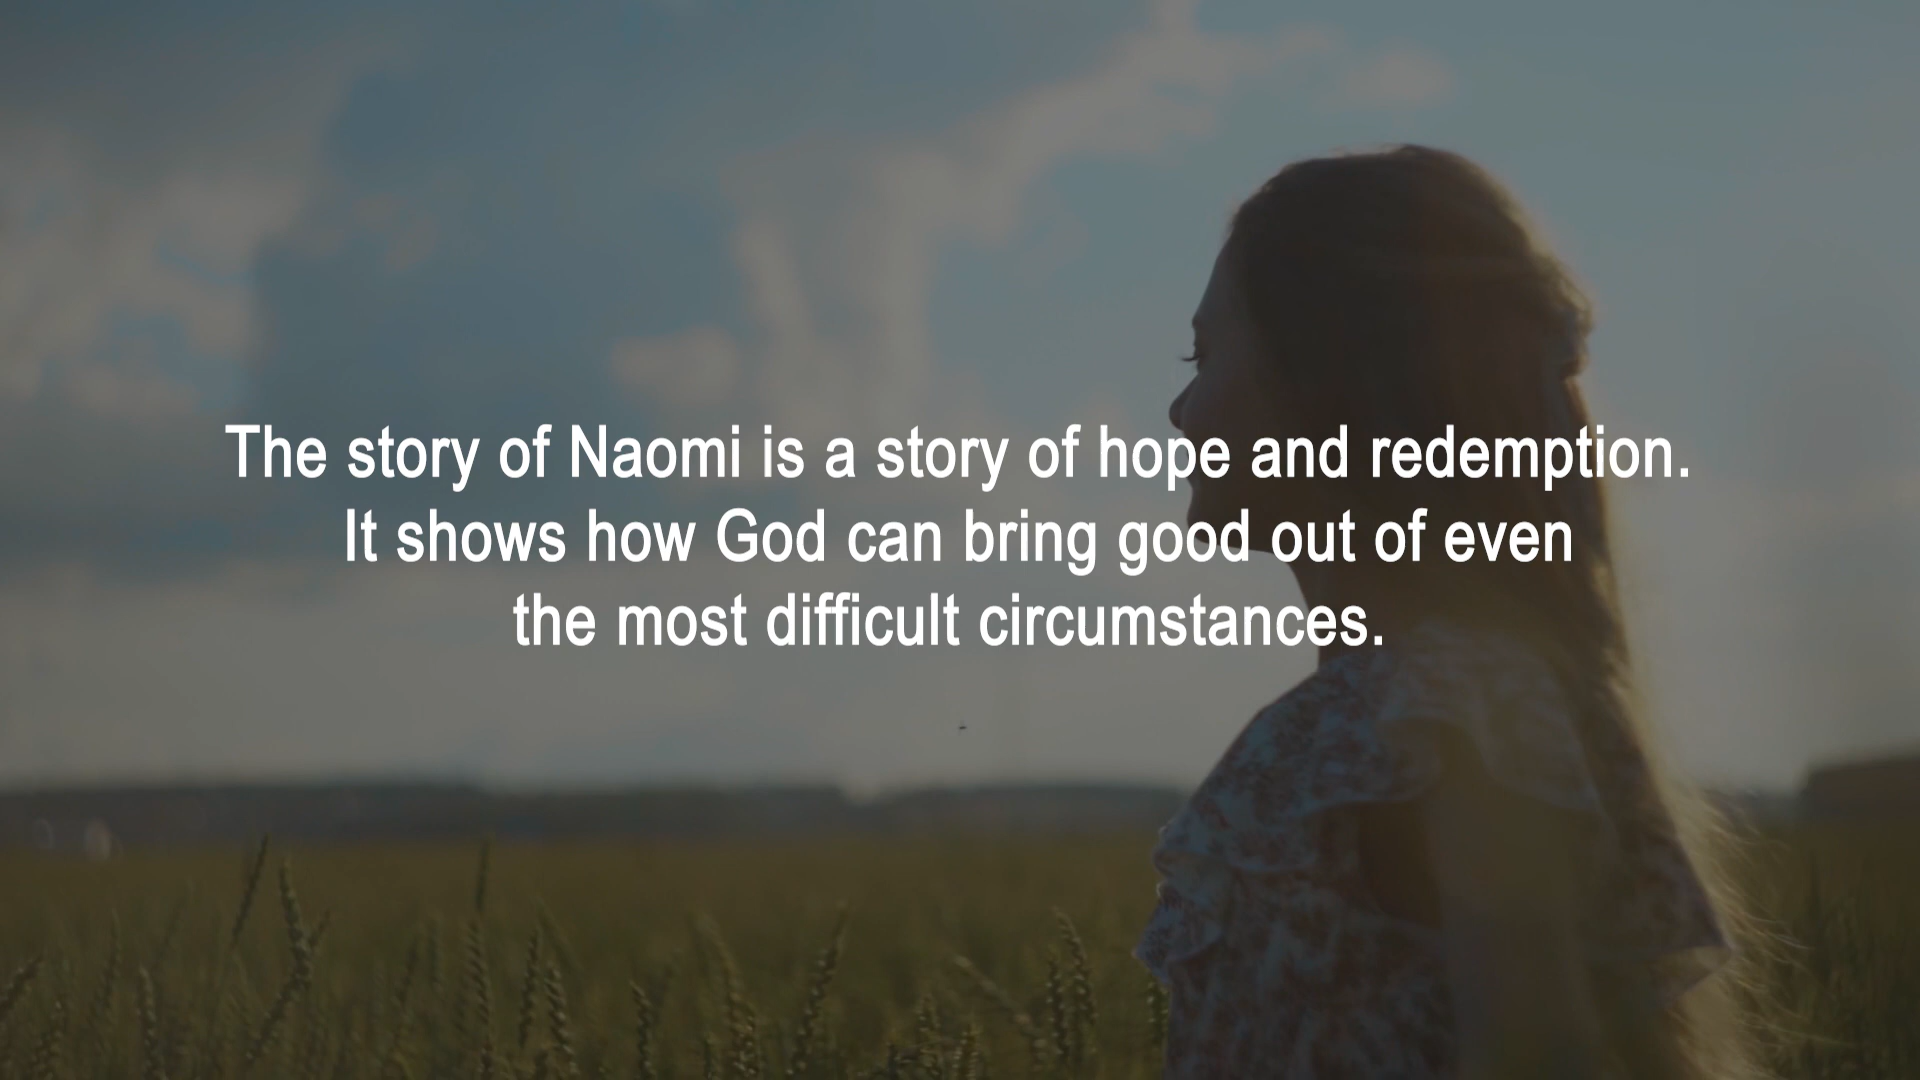 The story of Naomi is a story of hope and redemption.
It shows how God can bring good out of even
the most difficult circumstances.